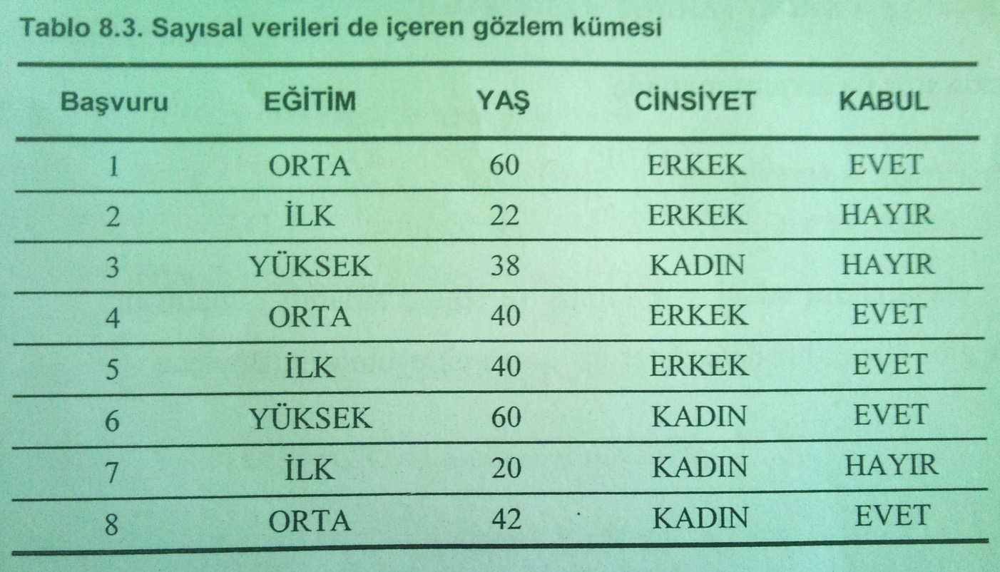 Tablo 8.3. Sayısal verileri de içeren gözlem kümesi
Başvuru EĞİTİM YAŞ CİNSİYET KABUL
1 ORTA 60 ERKEK EVET
2 İLK 22 ERKEK HAYIR
3 YÜKSEK 38 KADIN HAYIR
4 ORTA 40 ERKEK EVET
5 İLK 40 ERKEK EVET
6 YÜKSEK 60 KADIN EVET
7 İLK 20 KADIN HAYIR
8 ORTA 42 KADIN EVET